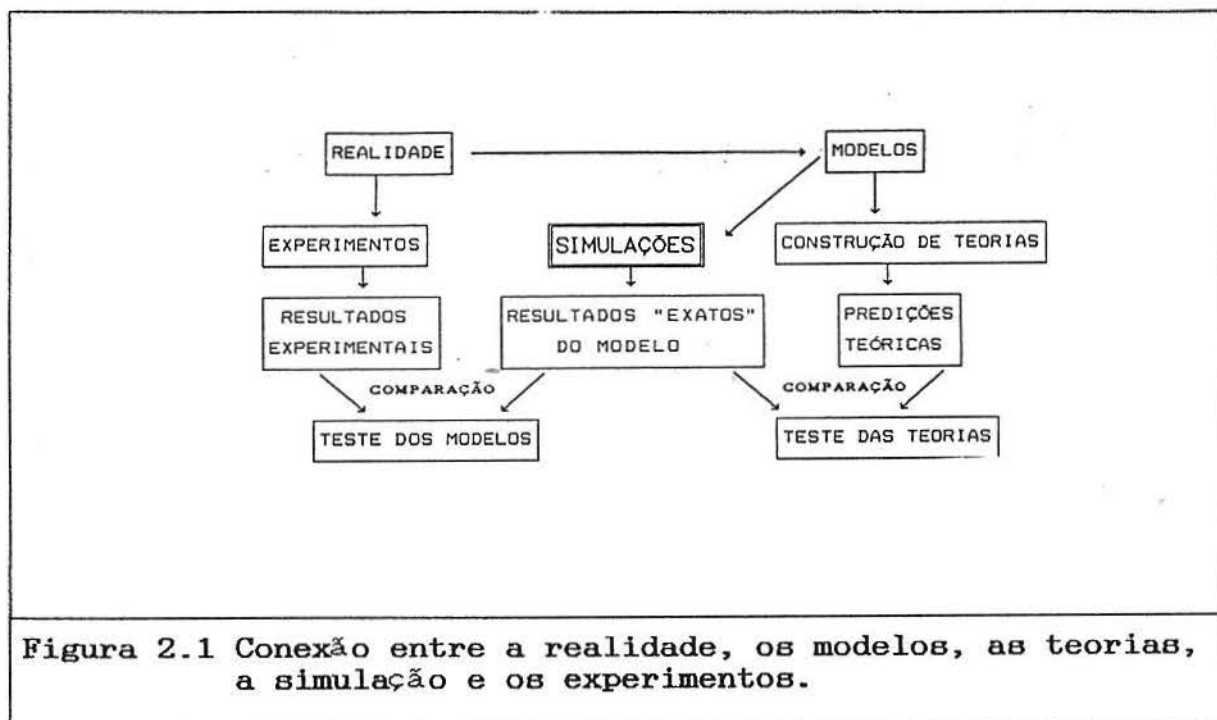 REALIDADE
MODELOS
EXPERIMENTOS
SIMULAÇÕES
CONSTRUÇÃO DE TEORIAS
RESULTADOS
EXPERIMENTAIS
RESULTADOS "EXATOS"
DO MODELO
PREDIÇÕES
TEÓRICAS
COMPARAÇÃO
COMPARAÇÃO
TESTE DOS MODELOS
TESTE DAS TEORIAS
Figura 2.1 Conexão entre a realidade, os modelos, as teorias,
a simulação e os experimentos.